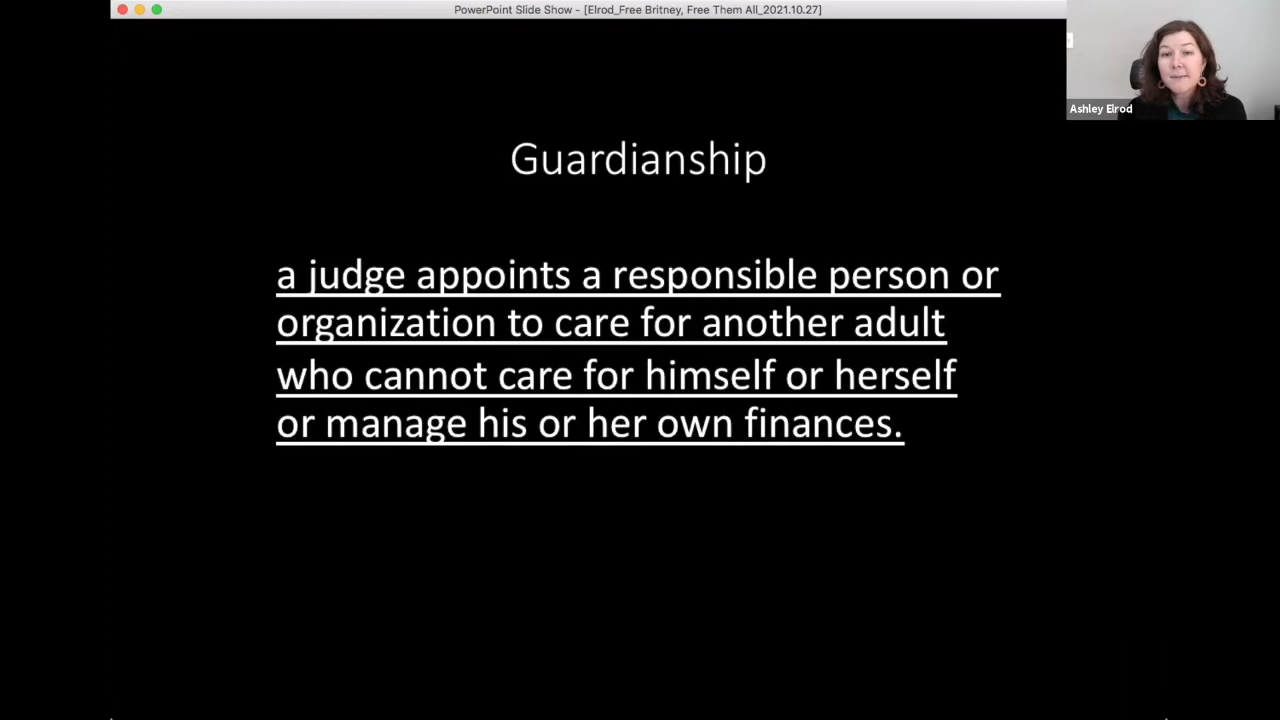 PowerPoint Slide Show - [Elrod_Free Britney, Free Them All_2021.10.27]
Ashley Elrod
Guardianship
a judge appoints a responsible person or
organization to care for another adult
who cannot care for himself or herself
or manage his or her own finances.